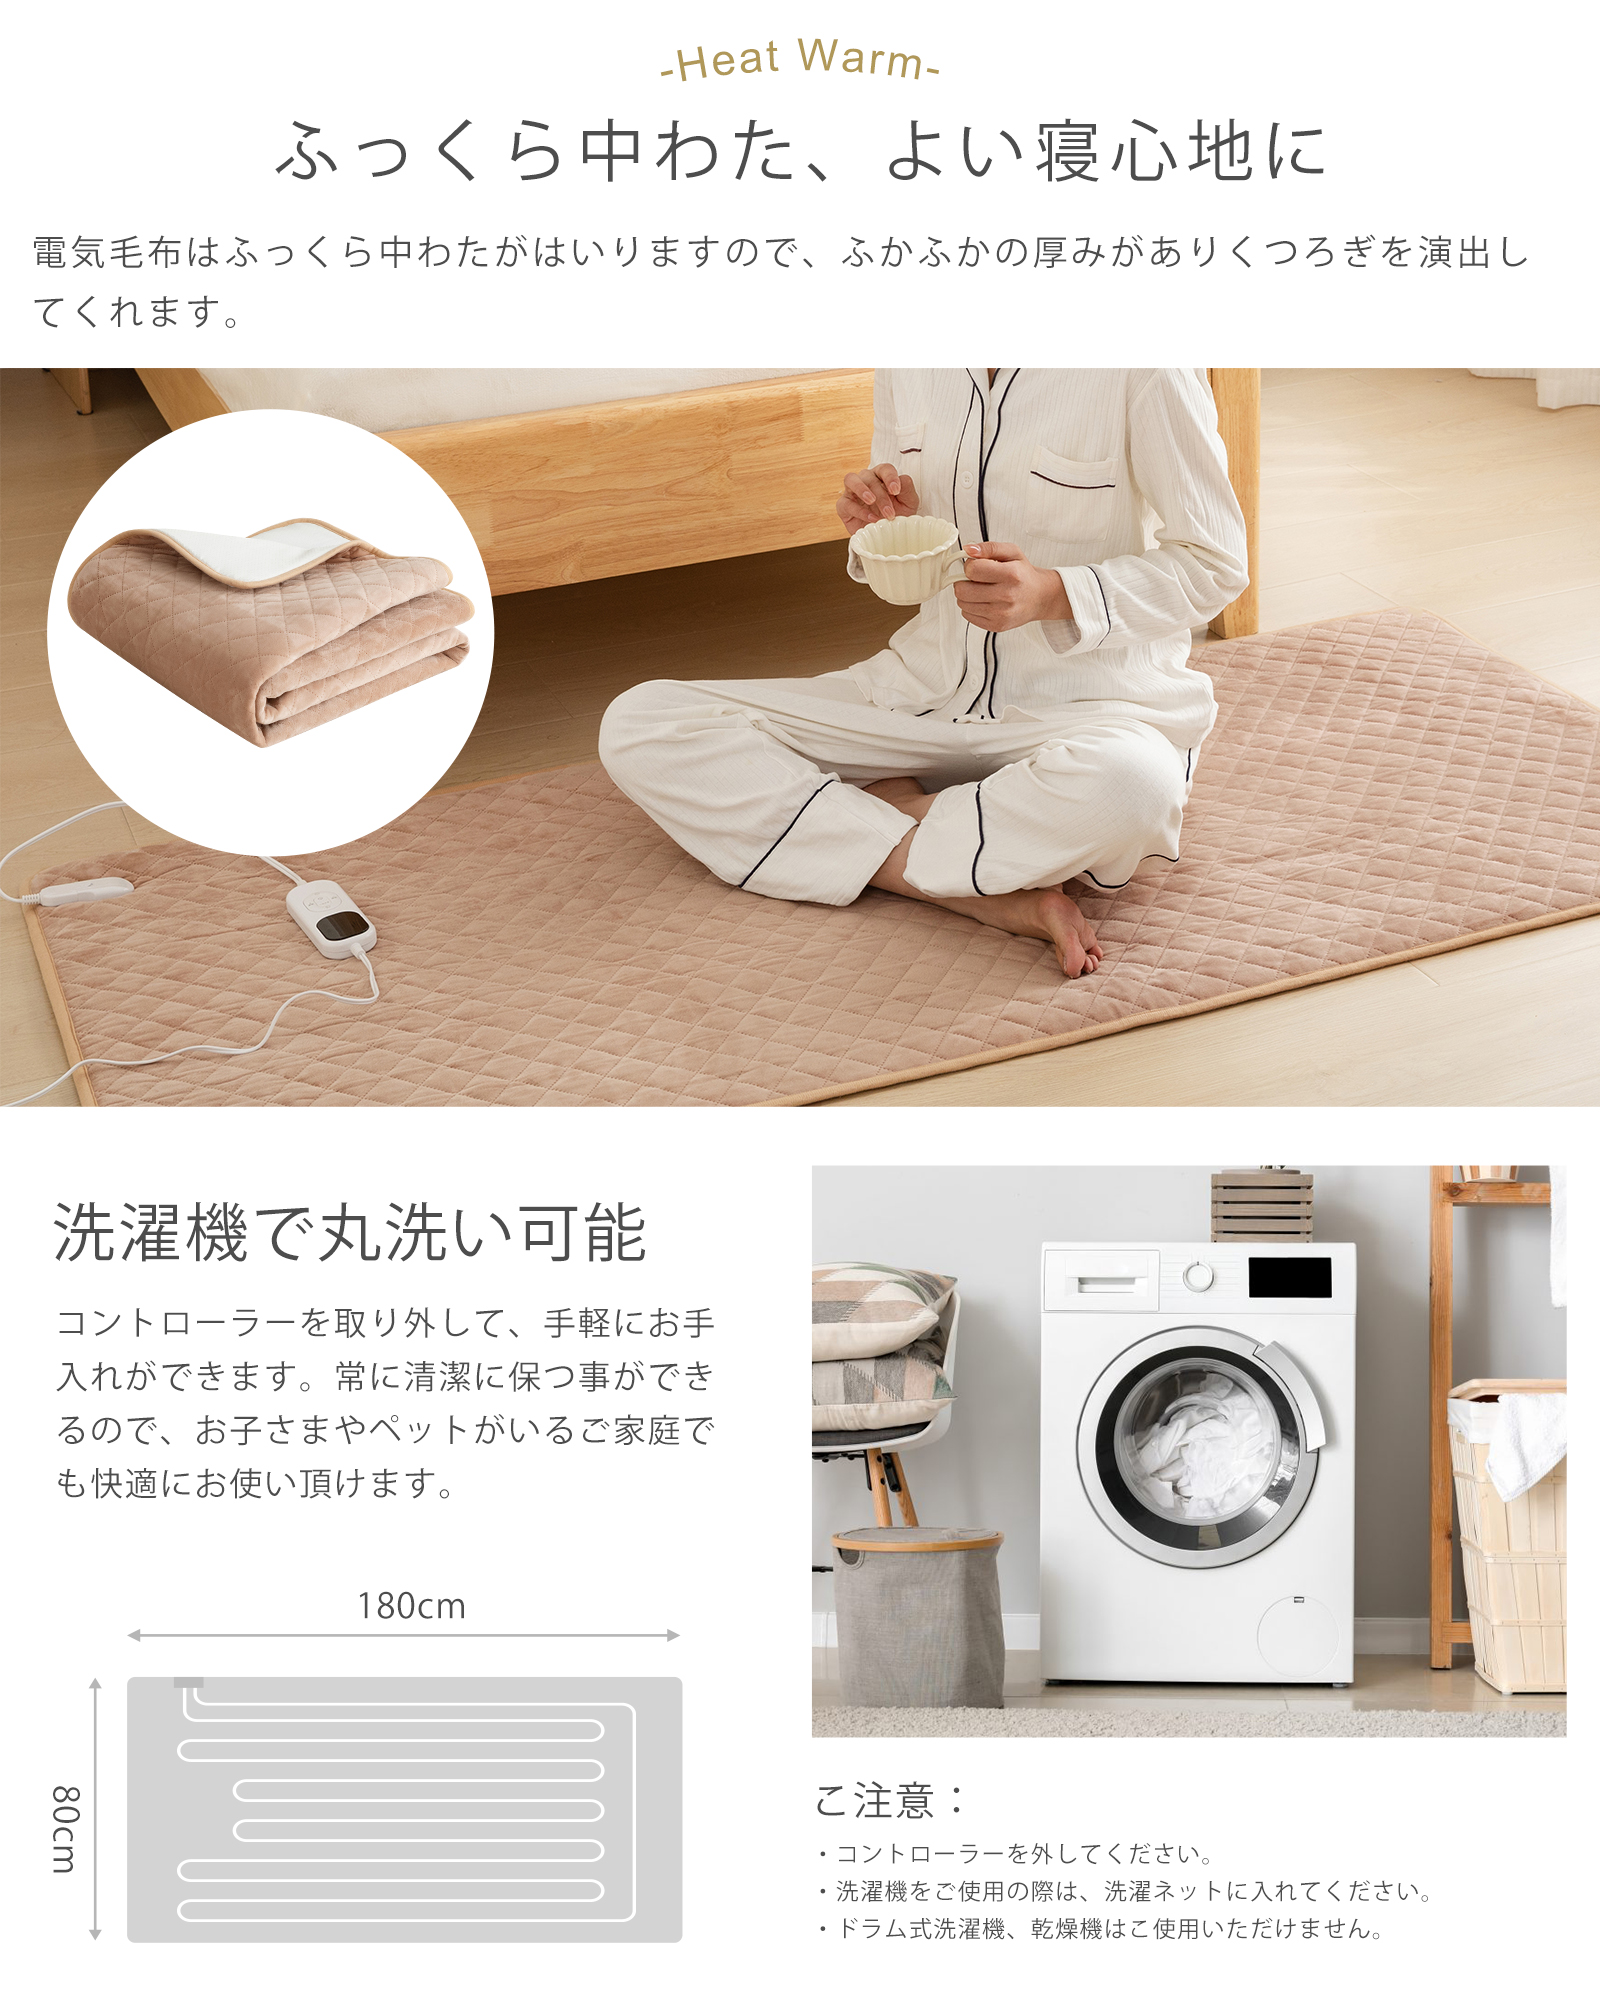 -Heat Warm-
ふっくら中わた、よい寝心地に
電気毛布はふっくら中わたがはいりますので、ふかふかの厚みがありくつろぎを演出し
てくれます。
洗濯機で丸洗い可能
コントローラーを取り外して、手軽にお手
入れができます。常に清潔に保つ事ができ
るので、お子さまやペットがいるご家庭で
も快適にお使い頂けます。
180cm
80cm
こ注意：
・コントローラーを外してください。
・洗濯機をご使用の際は、洗濯ネットに入れてください。
・ドラム式洗濯機、乾燥機はこ使用いただけません。